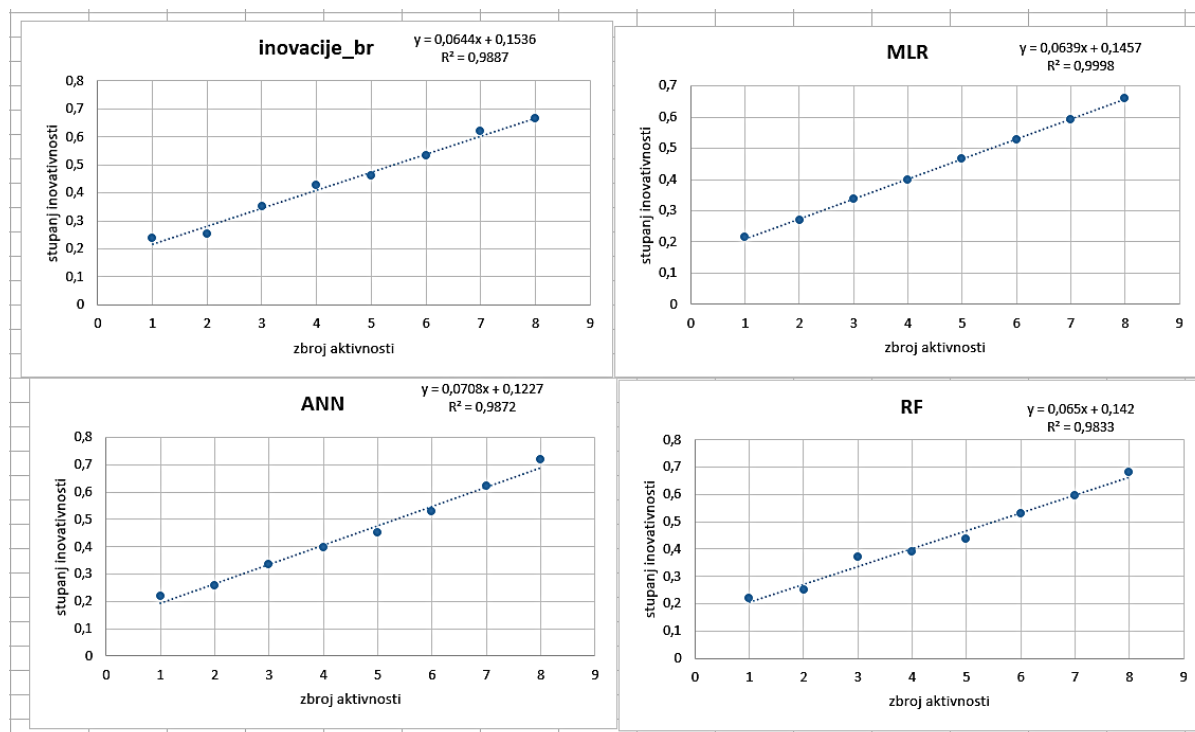 inovacije_br
y = 0,0644x + 0,1536
R² = 0,9887
stupanj inovativnosti
0,8
0,7
0,6
0,5
0,4
0,3
0,2
0,1
0
0 1 2 3 4 5 6 7 8 9
zbroj aktivnosti
MLR
y = 0,0639x + 0,1457
R² = 0,9998
stupanj inovativnosti
0,7
0,6
0,5
0,4
0,3
0,2
0,1
0
0 1 2 3 4 5 6 7 8 9
zbroj aktivnosti
ANN
y = 0,0708x + 0,1227
R² = 0,9872
stupanj inovativnosti
0,8
0,7
0,6
0,5
0,4
0,3
0,2
0,1
0
0 1 2 3 4 5 6 7 8 9
zbroj aktivnosti
RF
y = 0,065x + 0,142
R² = 0,9833
stupanj inovativnosti
0,8
0,7
0,6
0,5
0,4
0,3
0,2
0,1
0
0 1 2 3 4 5 6 7 8 9
zbroj aktivnosti